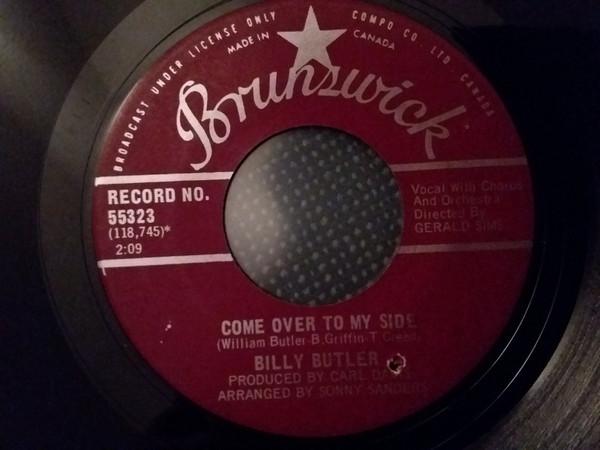 BROADCAST UNDER LICENSE ONLY
COMPO CO. LTD. CANADA
MADE IN CANADA
Brunswick
RECORD NO.
55323
(118,745)*
2:09
Vocal With Chorus
And Orchestra
Directed By
GERALD SIMS
COME OVER TO MY SIDE
(William Butler-B.Griffin-T
BILLY BUTLER
PRODUCED BY CARL
ARRANGED BY SONNY SANDERS